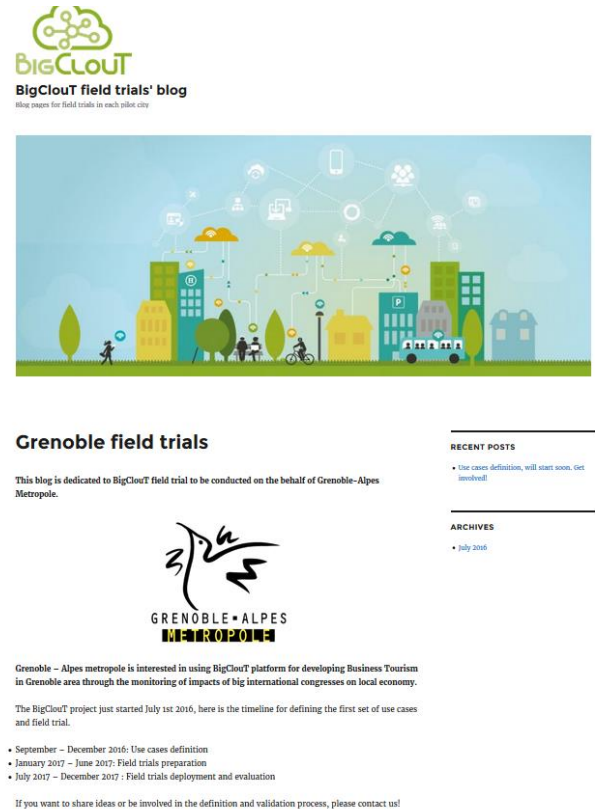 BIGCLOUT
BigClouT field trials' blog
Blog pages for field trials in each pilot city
H
P
Grenoble field trials
This blog is dedicated to BigClouT field trial to be conducted on the behalf of Grenoble-Alpes
Metropole.
GRENOBLE-ALPES
METROPOLE
Grenoble – Alpes metropole is interested in using BigClouT platform for developing Business Tourism
in Grenoble area through the monitoring of impacts of big international congresses on local economy.
The BigClouT project just started July 1st 2016, here is the timeline for defining the first set of use cases
and field trial.
• September – December 2016: Use cases definition
• January 2017 – June 2017: Field trials preparation
• July 2017 – December 2017 : Field trials deployment and evaluation
If you want to share ideas or be involved in the definition and validation process, please contact us!
RECENT POSTS
• Use cases definition, will start soon. Get
involved!
ARCHIVES
• July 2016